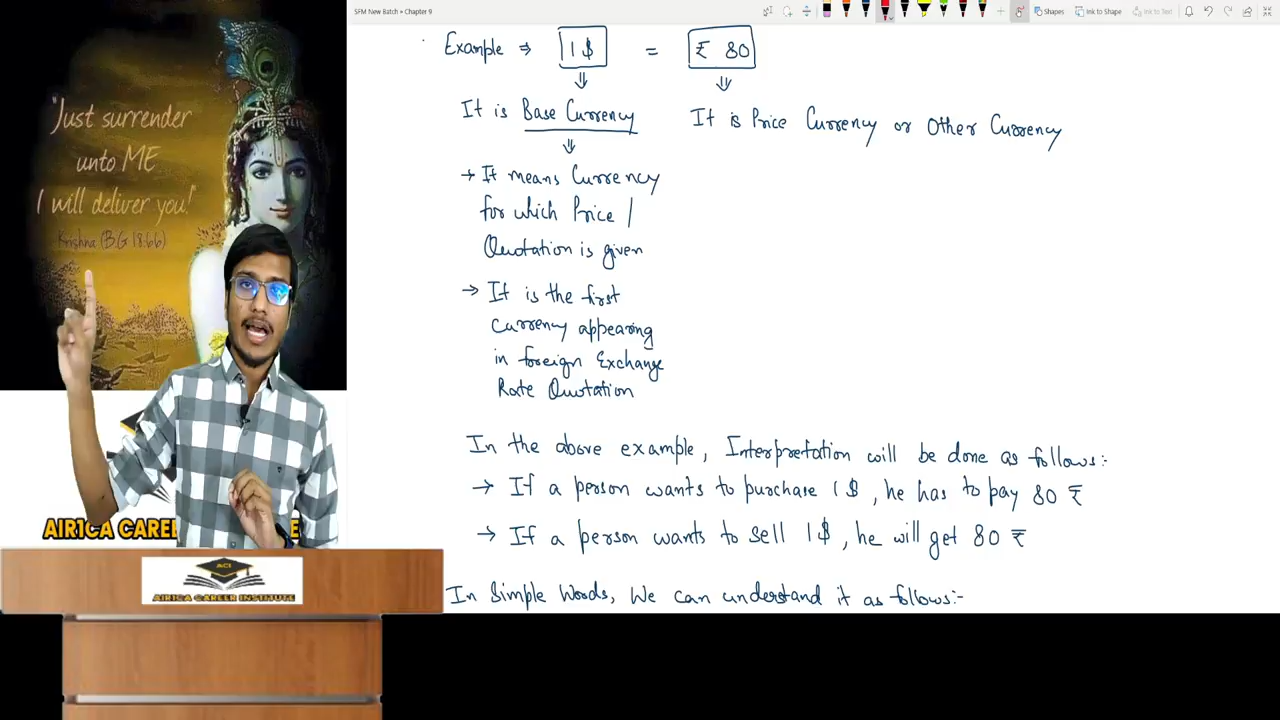 SFM New Batch » Chapter 9
Shapes
Ink to Shape
Ink to Text
Example ⇒ 1 $ = ₹ 80
It is Base Currency
It is Price Currency or Other Currency
→ It means Currency
for which Price /
Quotation is given
→ It is the first
Currency appearing
in foreign Exchange
Rate Quotation
In the above example, Interpretation will be done as follows:-
→ If a person wants to purchase 1 $, he has to pay 80 ₹
→ If a person wants to sell 1 $, he will get 80 ₹
In Simple Words, We can understand it as follows:-
"Just surrender
unto ME
I will deliver you!"
Krishna (B.G 18:66)
AIR1CA CAREE
E
ACI
AIR1CA CAREER INSTITUTE